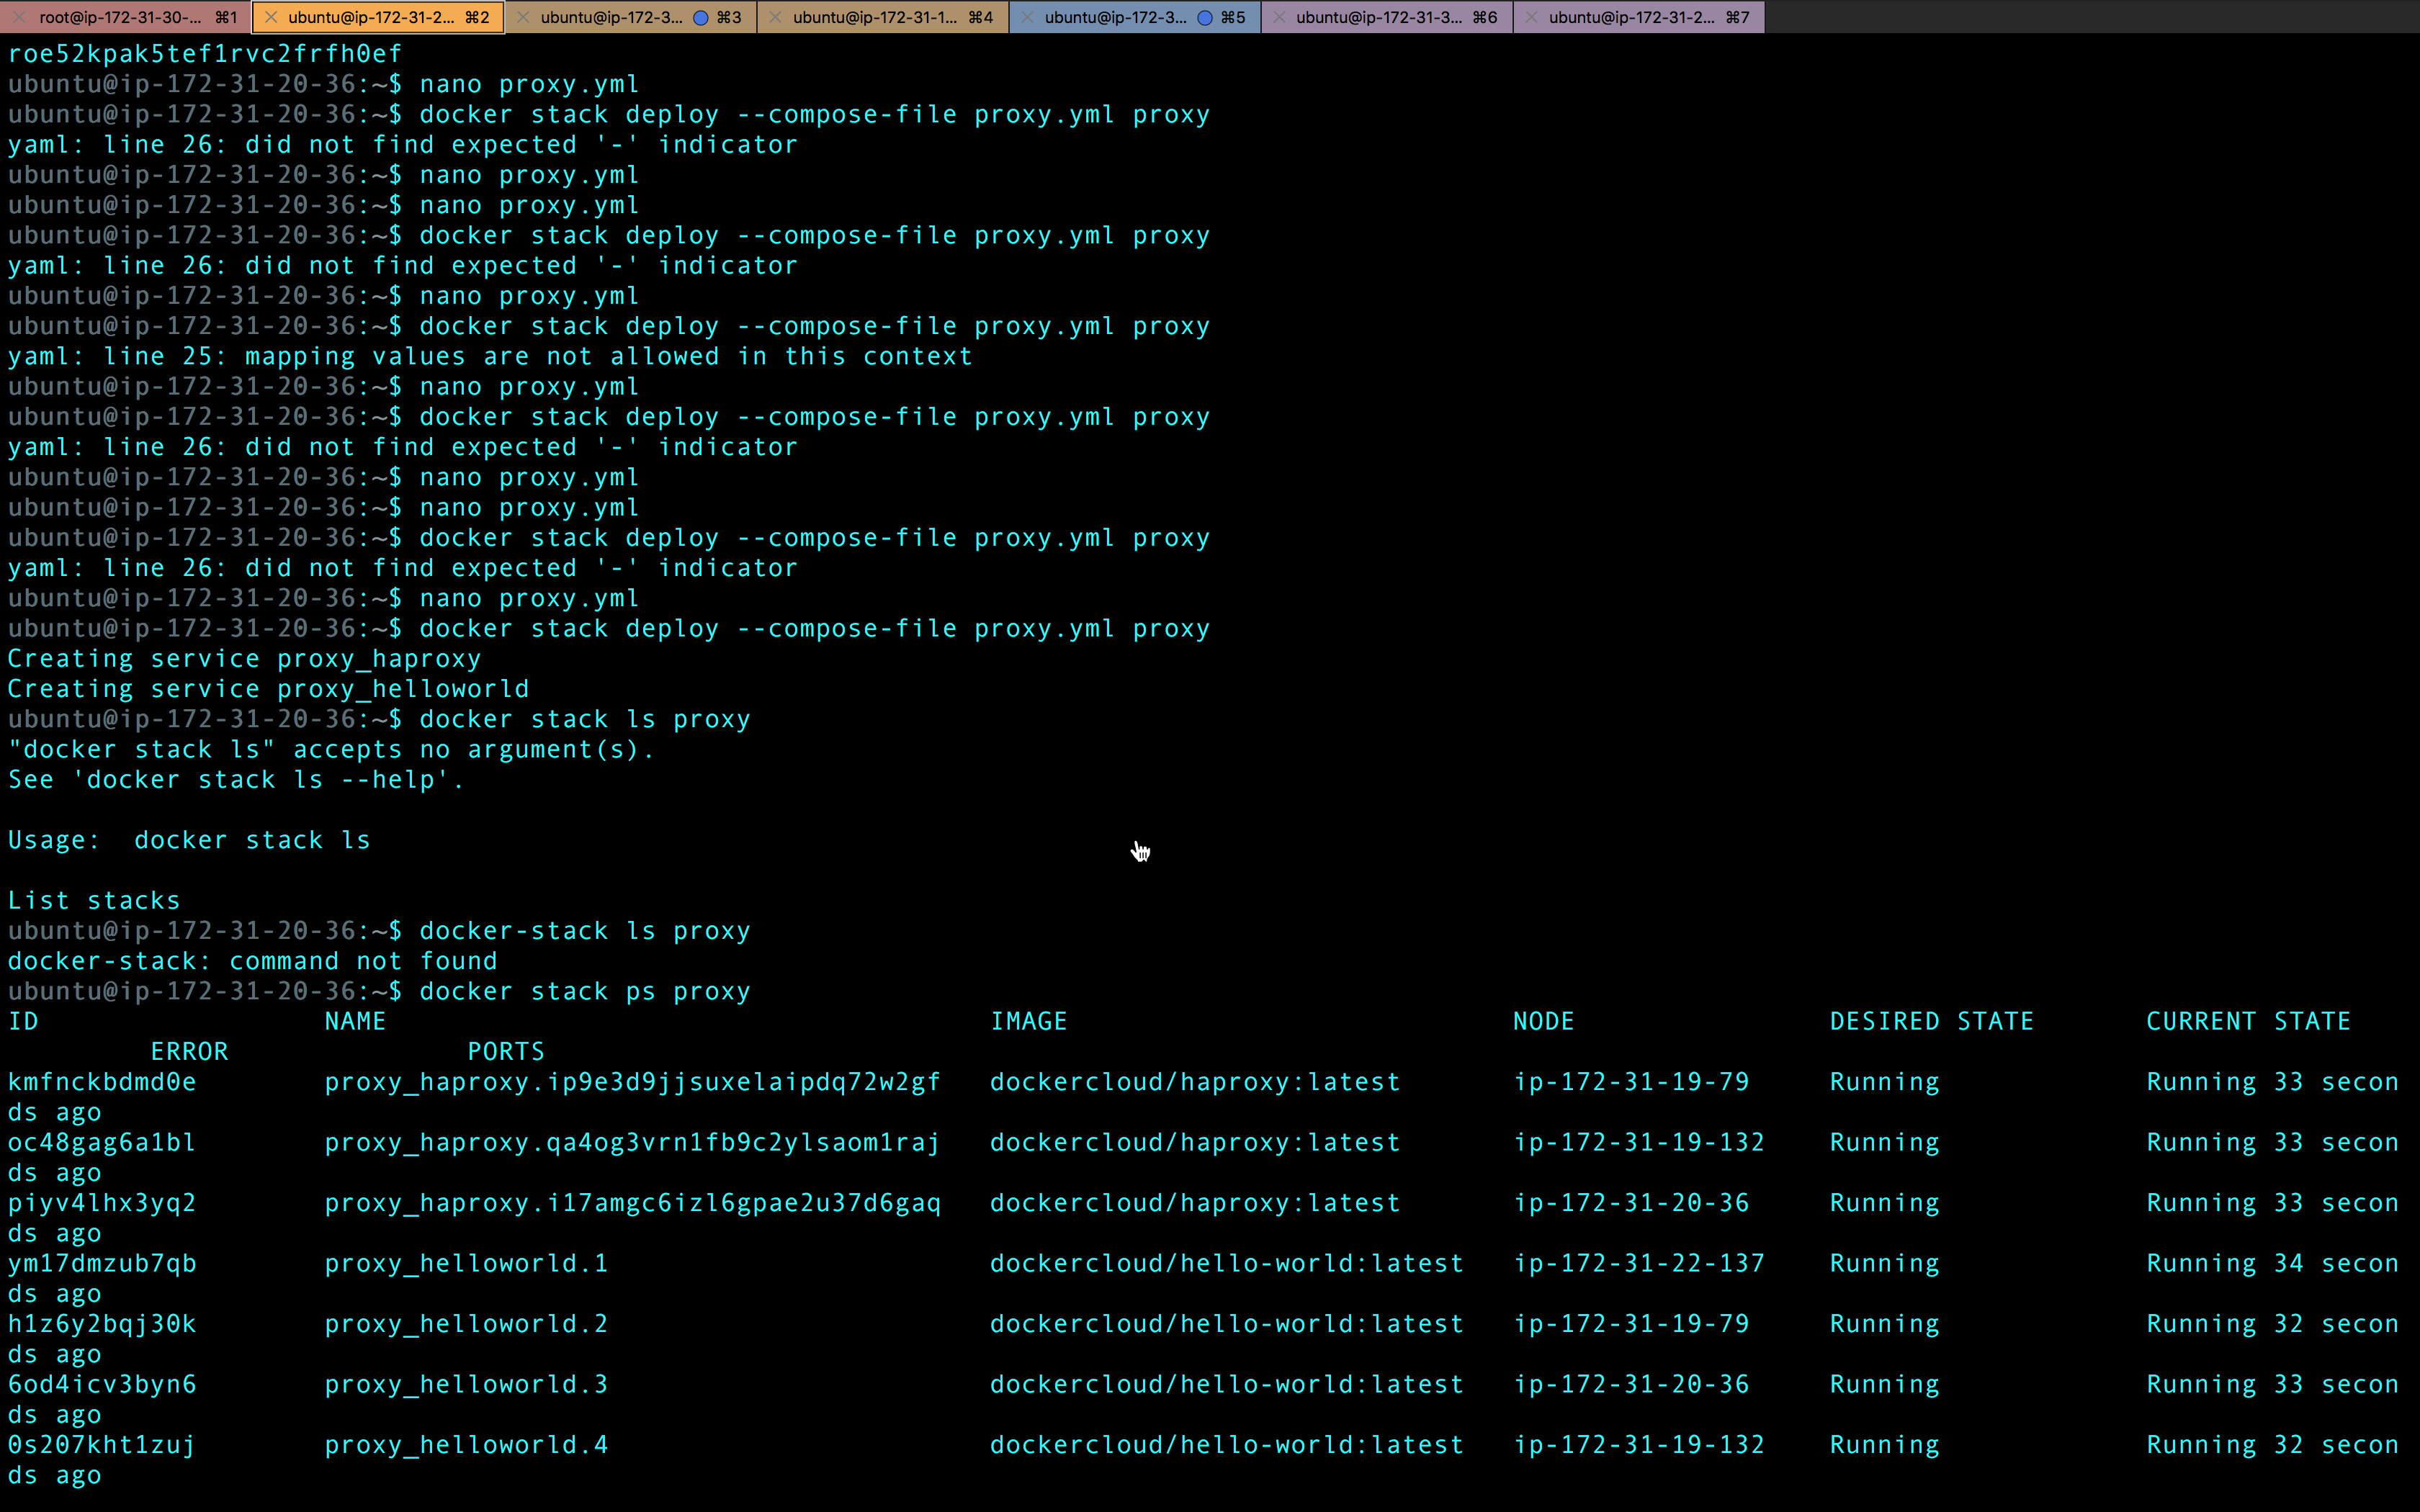 root@ip-172-31-30-... ⌘1 ubuntu@ip-172-31-2... ⌘2 ubuntu@ip-172-3... ⌘3 ubuntu@ip-172-31-1... ⌘4 ubuntu@ip-172-3... ⌘5 ubuntu@ip-172-31-3... ⌘6 ubuntu@ip-172-31-2... ⌘7
roe52kpak5tef1rvc2frfh0ef
ubuntu@ip-172-31-20-36:~$ nano proxy.yml
ubuntu@ip-172-31-20-36:~$ docker stack deploy --compose-file proxy.yml proxy
yaml: line 26: did not find expected '-' indicator
ubuntu@ip-172-31-20-36:~$ nano proxy.yml
ubuntu@ip-172-31-20-36:~$ nano proxy.yml
ubuntu@ip-172-31-20-36:~$ docker stack deploy --compose-file proxy.yml proxy
yaml: line 26: did not find expected '-' indicator
ubuntu@ip-172-31-20-36:~$ nano proxy.yml
ubuntu@ip-172-31-20-36:~$ docker stack deploy --compose-file proxy.yml proxy
yaml: line 25: mapping values are not allowed in this context
ubuntu@ip-172-31-20-36:~$ nano proxy.yml
ubuntu@ip-172-31-20-36:~$ docker stack deploy --compose-file proxy.yml proxy
yaml: line 26: did not find expected '-' indicator
ubuntu@ip-172-31-20-36:~$ nano proxy.yml
ubuntu@ip-172-31-20-36:~$ nano proxy.yml
ubuntu@ip-172-31-20-36:~$ docker stack deploy --compose-file proxy.yml proxy
yaml: line 26: did not find expected '-' indicator
ubuntu@ip-172-31-20-36:~$ nano proxy.yml
ubuntu@ip-172-31-20-36:~$ docker stack deploy --compose-file proxy.yml proxy
Creating service proxy_haproxy
Creating service proxy_helloworld
ubuntu@ip-172-31-20-36:~$ docker stack ls proxy
"docker stack ls" accepts no argument(s).
See 'docker stack ls --help'.
Usage:  docker stack ls
List stacks
ubuntu@ip-172-31-20-36:~$ docker-stack ls proxy
docker-stack: command not found
ubuntu@ip-172-31-20-36:~$ docker stack ps proxy
ID NAME IMAGE NODE DESIRED STATE CURRENT STATE
ERROR PORTS
kmfnckbdmd0e proxy_haproxy.ip9e3d9jjsuxelaipdq72w2gf dockercloud/haproxy:latest ip-172-31-19-79 Running Running 33 secon
ds ago
oc48gag6a1bl proxy_haproxy.qa4og3vrn1fb9c2ylsaom1raj dockercloud/haproxy:latest ip-172-31-19-132 Running Running 33 secon
ds ago
piyv4lhx3yq2 proxy_haproxy.i17amgc6izl6gpae2u37d6gaq dockercloud/haproxy:latest ip-172-31-20-36 Running Running 33 secon
ds ago
ym17dmzub7qb proxy_helloworld.1 dockercloud/hello-world:latest ip-172-31-22-137 Running Running 34 secon
ds ago
h1z6y2bqj30k proxy_helloworld.2 dockercloud/hello-world:latest ip-172-31-19-79 Running Running 32 secon
ds ago
6od4icv3byn6 proxy_helloworld.3 dockercloud/hello-world:latest ip-172-31-20-36 Running Running 33 secon
ds ago
0s207kht1zuj proxy_helloworld.4 dockercloud/hello-world:latest ip-172-31-19-132 Running Running 32 secon
ds ago